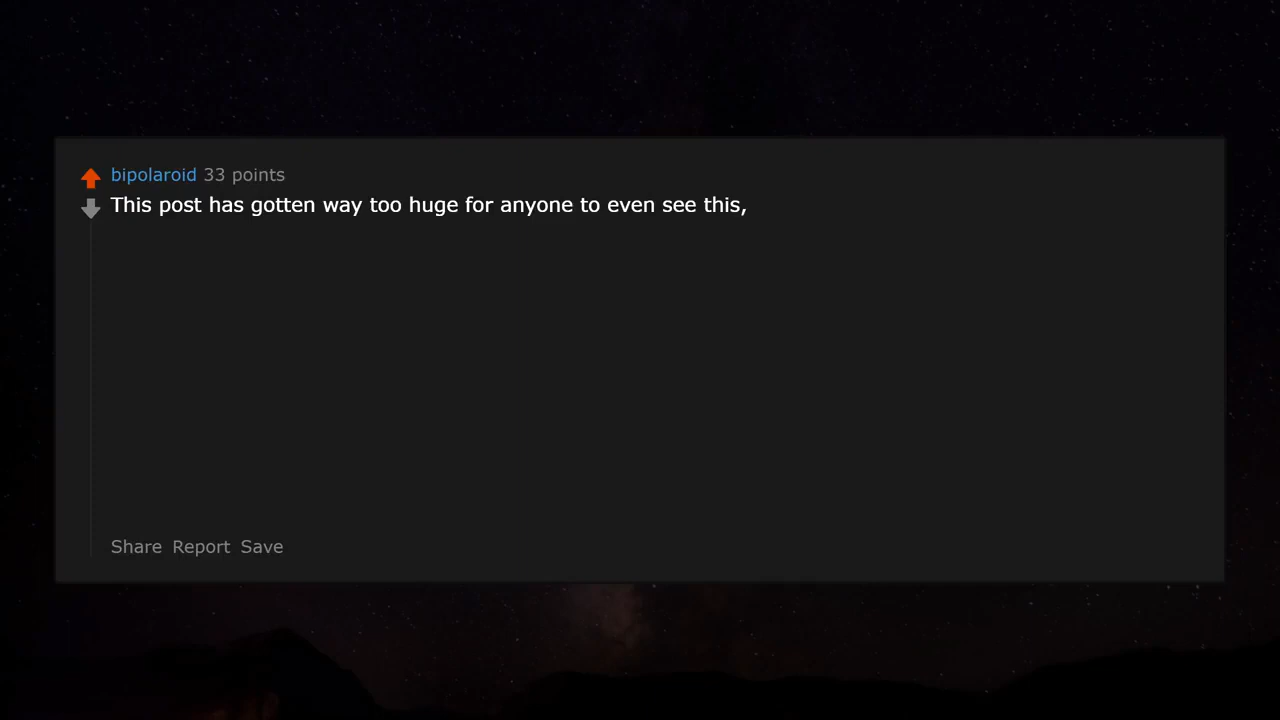 bipolaroid 33 points
This post has gotten way too huge for anyone to even see this,
Share Report Save